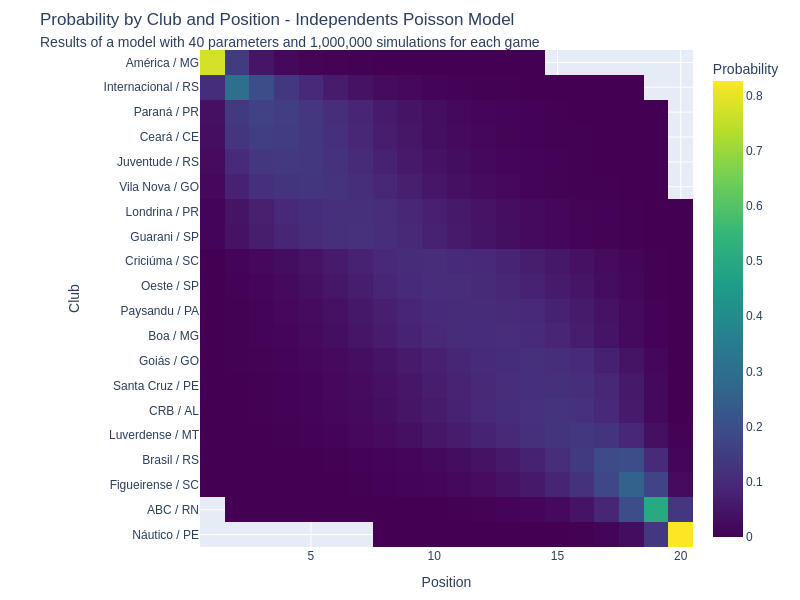 Probability by Club and Position - Independents Poisson Model
Results of a model with 40 parameters and 1,000,000 simulations for each game
Probability
América / MG
Internacional / RS
Paraná / PR
Ceará / CE
Juventude / RS
Vila Nova / GO
Londrina / PR
Guarani / SP
Criciúma / SC
Oeste / SP
Paysandu / PA
Boa / MG
Goiás / GO
Santa Cruz / PE
CRB / AL
Luverdense / MT
Brasil / RS
Figueirense / SC
ABC / RN
Náutico / PE
Club
5
10
15
20
Position
0.8
0.7
0.6
0.5
0.4
0.3
0.2
0.1
0